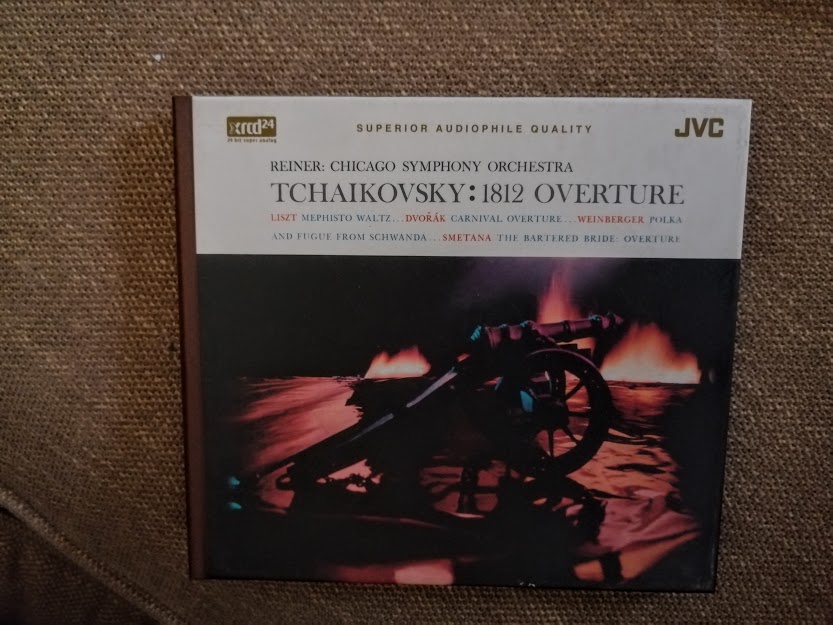 xrcd24
24 bit super analog
SUPERIOR AUDIOPHILE QUALITY
JVC
REINER: CHICAGO SYMPHONY ORCHESTRA
TCHAIKOVSKY: 1812 OVERTURE
LISZT MEPHISTO WALTZ...DVOŘÁK CARNIVAL OVERTURE...WEINBERGER POLKA
AND FUGUE FROM SCHWANDA...SMETANA THE BARTERED BRIDE: OVERTURE